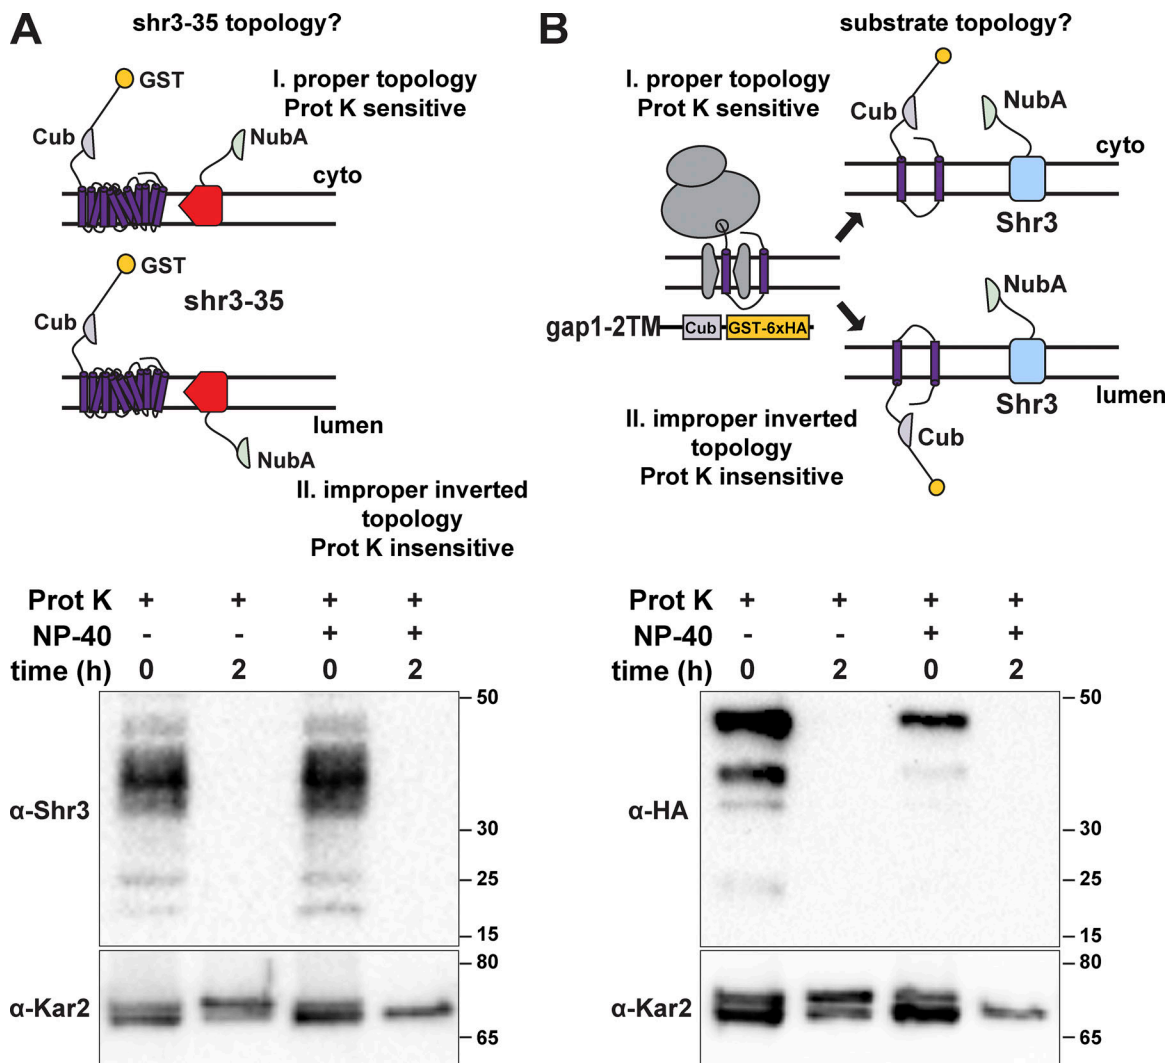 A
shr3-35 topology?
GST
I. proper topology
Prot K sensitive
Cub
NubA
cyto
GST
shr3-35
Cub
lumen
NubA
II. improper inverted
topology
Prot K insensitive
Prot K + + + +
NP-40 - - + +
time (h) 0 2 0 2
α-Shr3
50
30
25
15
α-Kar2
80
65
B
substrate topology?
I. proper topology
Prot K sensitive
Cub
NubA
cyto
Shr3
gap1-2TM Cub GST-6xHA
NubA
Shr3
lumen
II. improper inverted
topology
Prot K insensitive
Cub
Prot K + + + +
NP-40 - - + +
time (h) 0 2 0 2
α-HA
50
30
25
15
α-Kar2
80
65